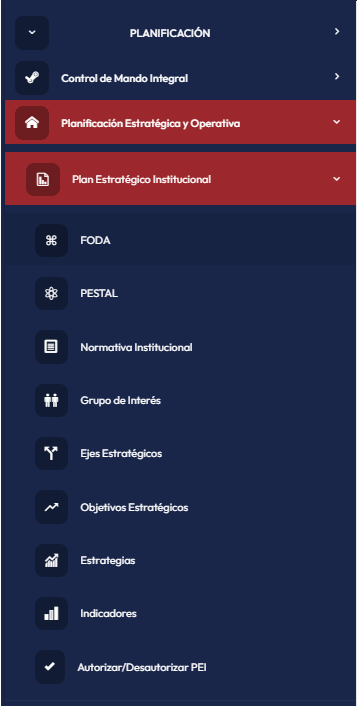 PLANIFICACIÓN
Control de Mando Integral
Planificación Estratégica y Operativa
Plan Estratégico Institucional
FODA
PESTAL
Normativa Institucional
Grupo de Interés
Ejes Estratégicos
Objetivos Estratégicos
Estrategias
Indicadores
Autorizar/Desautorizar PEI